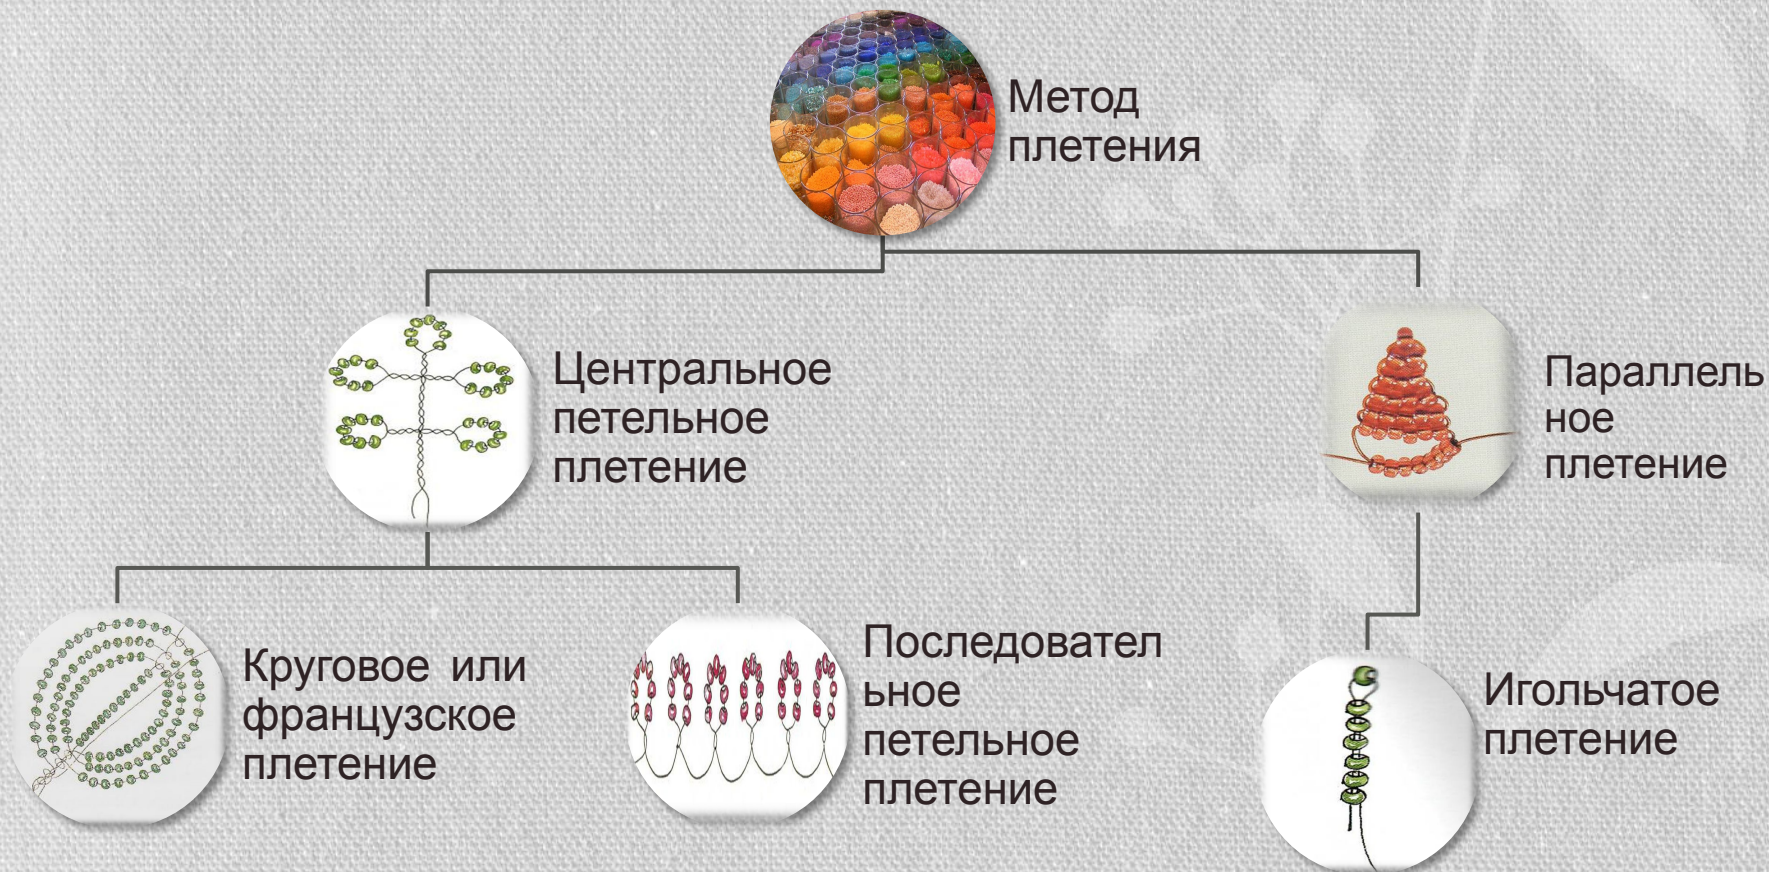 Метод
плетения
Центральное
петельное
плетение
Параллель
ное
плетение
Круговое или
французское
плетение
Последовател
ьное
петельное
плетение
Игольчатое
плетение